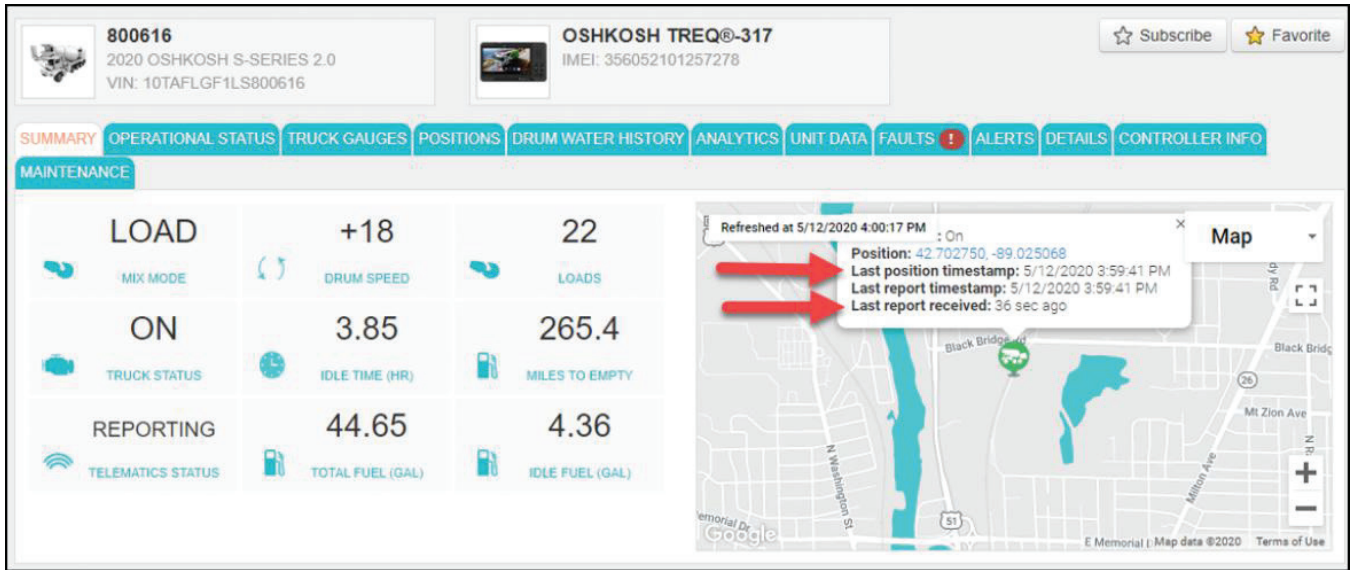 800616
2020 OSHKOSH S-SERIES 2.0
VIN: 10TAFLGF1LS800616
OSHKOSH TREQ®-317
IMEI: 356052101257278
Subscribe
Favorite
SUMMARY OPERATIONAL STATUS TRUCK GAUGES POSITIONS DRUM WATER HISTORY ANALYTICS UNIT DATA FAULTS ! ALERTS DETAILS CONTROLLER INFO
MAINTENANCE
LOAD
MIX MODE
+18
DRUM SPEED
22
LOADS
ON
TRUCK STATUS
3.85
IDLE TIME (HR)
265.4
MILES TO EMPTY
REPORTING
TELEMATICS STATUS
44.65
TOTAL FUEL (GAL)
4.36
IDLE FUEL (GAL)
Refreshed at 5/12/2020 4:00:17 PM
: On
×
Position: 42.702750, -89.025068
Last position timestamp: 5/12/2020 3:59:41 PM
Last report timestamp: 5/12/2020 3:59:41 PM
Last report received: 36 sec ago
Map
dy Rd
Black Bridge Rd
Black Bridg
26
Mt Zion Ave
N Washington St
Milton Ave
N R
+
−
51
emorial Dr
Google
E Memorial D
Map data ©2020 Terms of Use